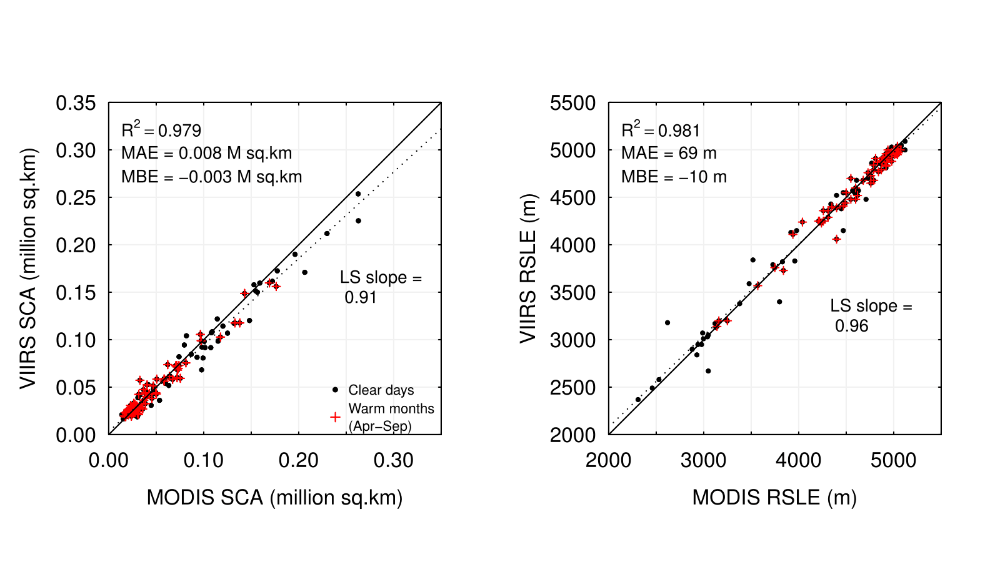 0.35
0.30
0.25
0.20
0.15
0.10
0.05
0.00
0.00 0.10 0.20 0.30
VIIRS SCA (million sq.km)
MODIS SCA (million sq.km)
R2 = 0.979
MAE = 0.008 M sq.km
MBE = −0.003 M sq.km
LS slope =
0.91
Clear days
Warm months
(Apr−Sep)
5500
5000
4500
4000
3500
3000
2500
2000
2000 3000 4000 5000
VIIRS RSLE (m)
MODIS RSLE (m)
R2 = 0.981
MAE = 69 m
MBE = −10 m
LS slope =
0.96